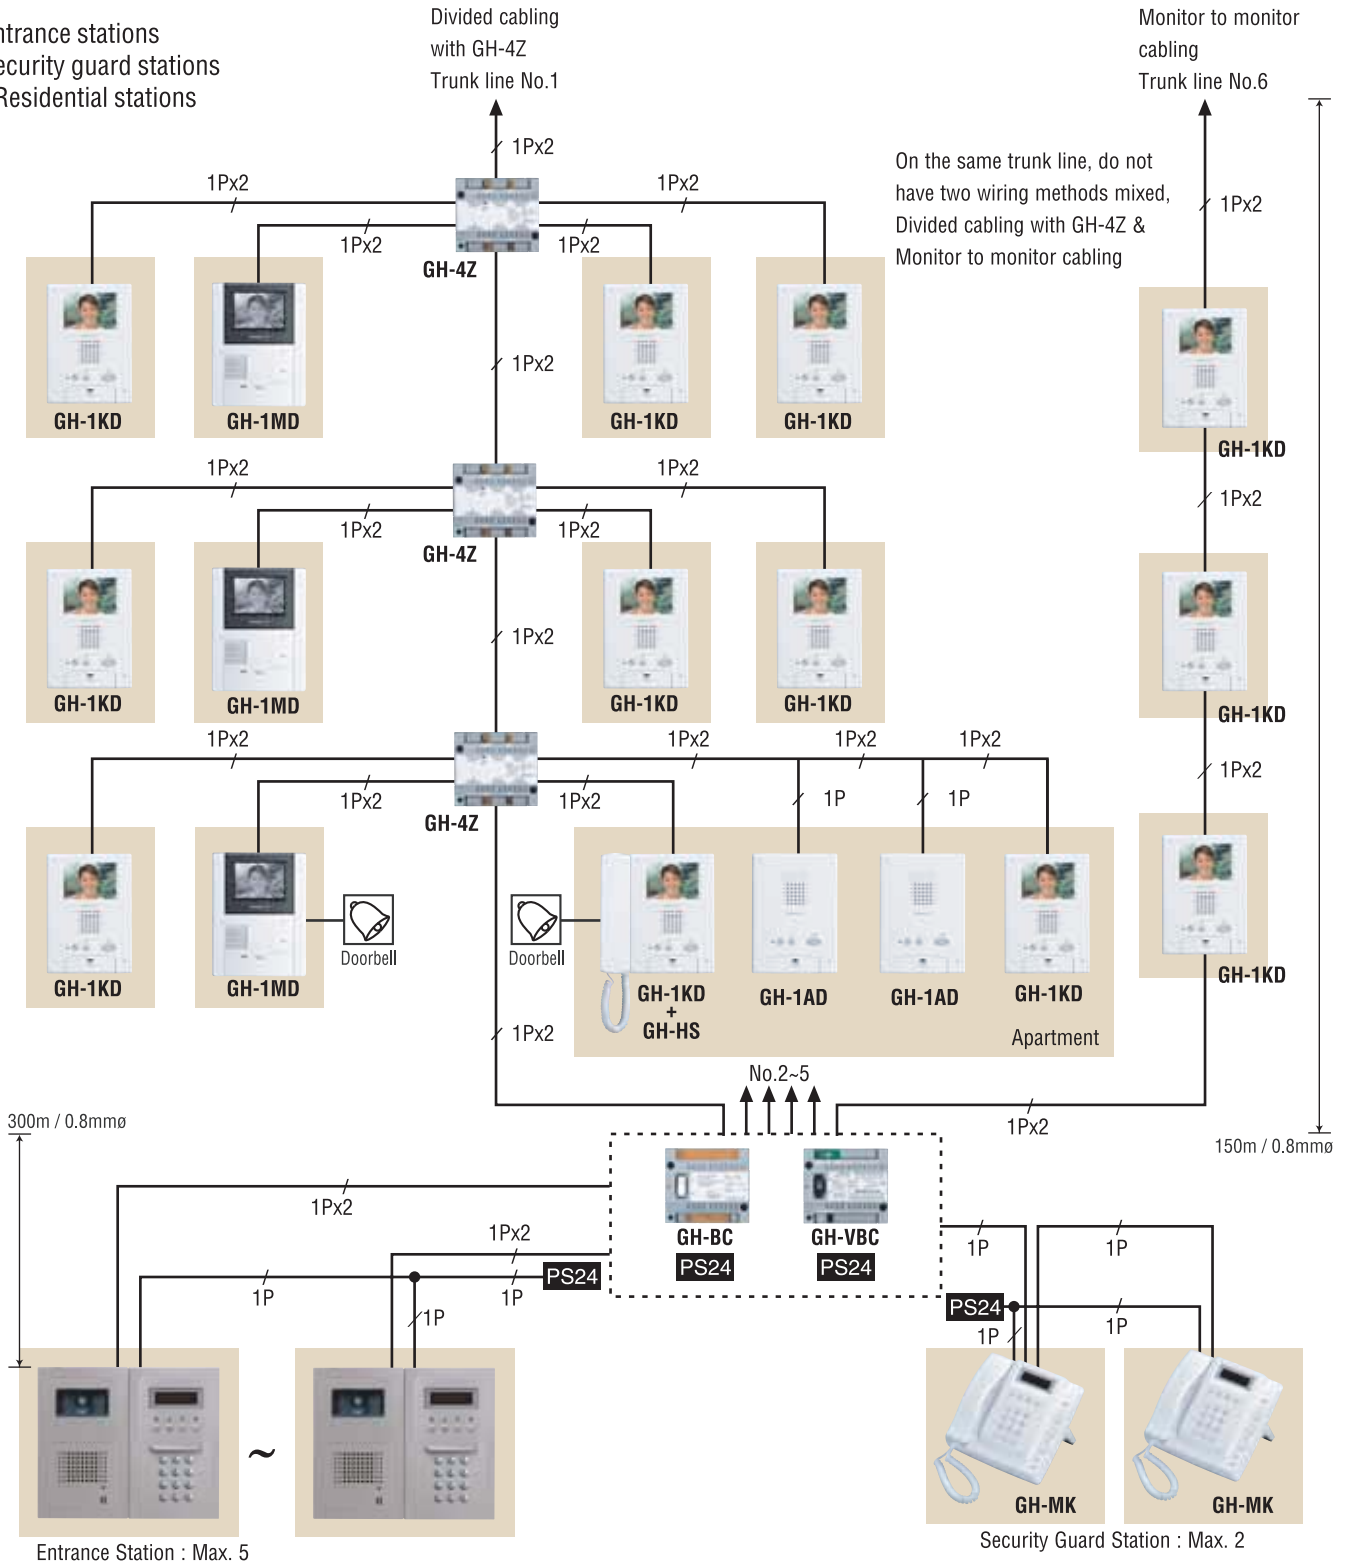 ntrance stations
ecurity guard stations
Residential stations
Divided cabling
with GH-4Z
Trunk line No.1
Monitor to monitor
cabling
Trunk line No.6
On the same trunk line, do not
have two wiring methods mixed,
Divided cabling with GH-4Z &
Monitor to monitor cabling
1Px2
1Px2
1Px2
1Px2
1Px2
1Px2
GH-4Z
GH-1KD
GH-1MD
GH-1KD
GH-1KD
1Px2
GH-1KD
1Px2
1Px2
1Px2
1Px2
1Px2
GH-4Z
GH-1KD
GH-1MD
GH-1KD
GH-1KD
1Px2
GH-1KD
1Px2
1Px2
1Px2
1Px2
1Px2
1Px2
1Px2
1P
1P
GH-4Z
Doorbell
Doorbell
GH-1KD
GH-1MD
GH-1KD
+
GH-HS
GH-1AD
GH-1AD
GH-1KD
GH-1KD
Apartment
1Px2
No.2~5
1Px2
300m / 0.8mmø
150m / 0.8mmø
1Px2
1Px2
GH-BC
GH-VBC
PS24
PS24
PS24
1P
1P
1P
1P
1P
PS24
1P
1P
GH-MK
GH-MK
~
Entrance Station : Max. 5
Security Guard Station : Max. 2